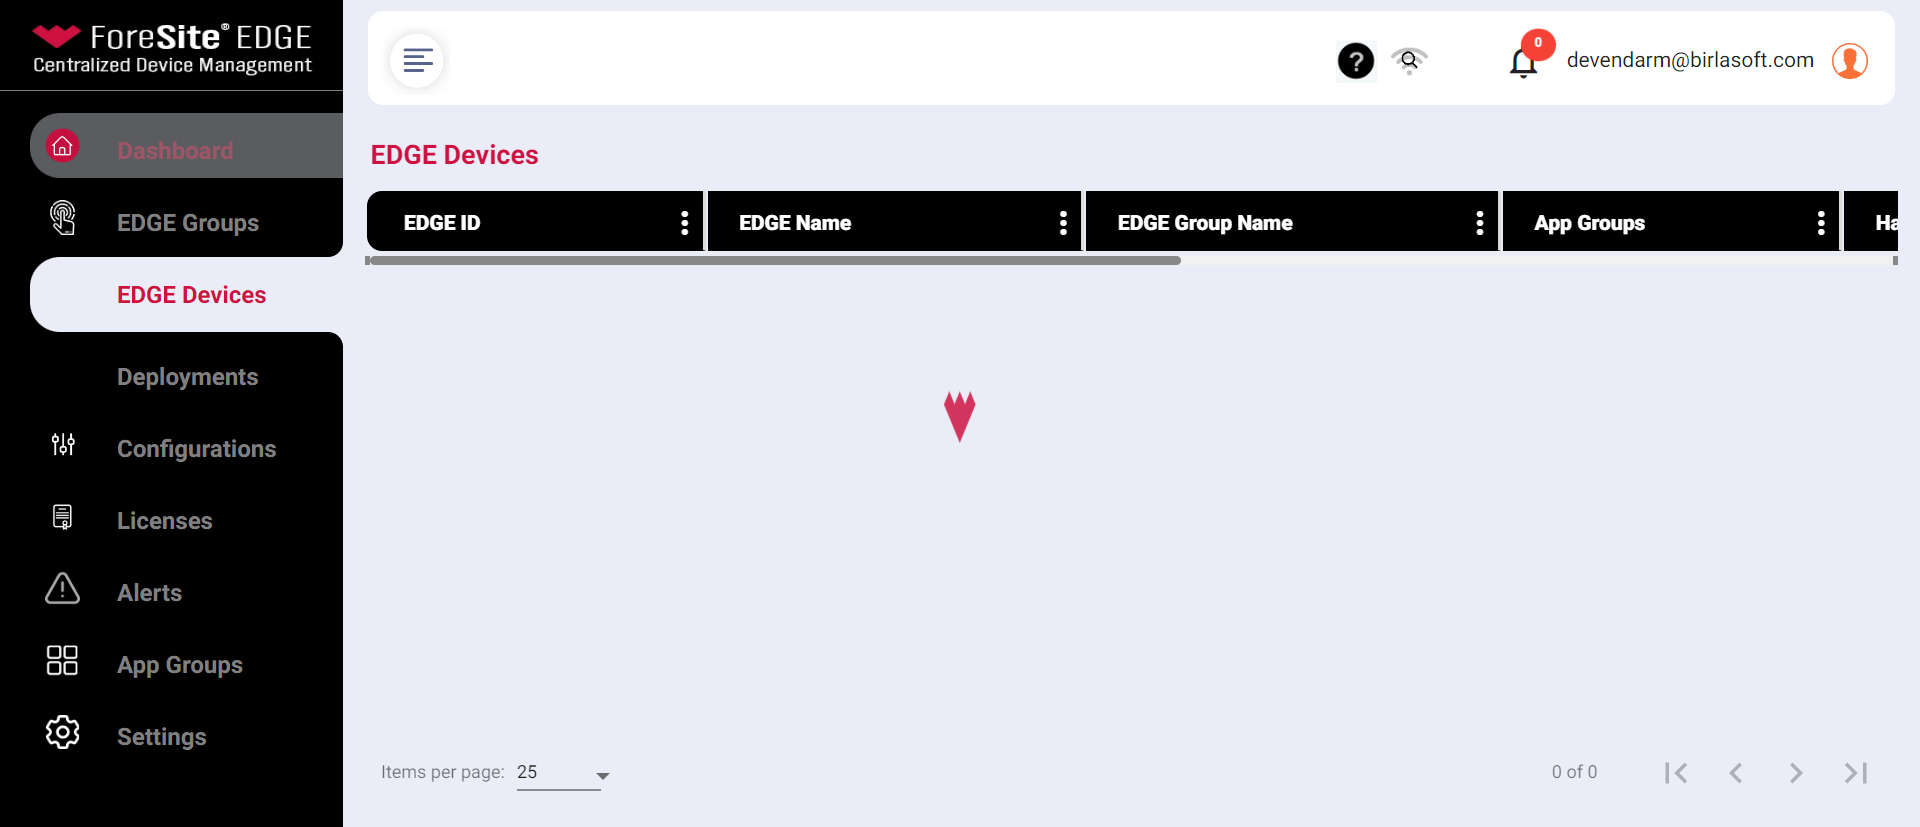 ForeSite® EDGE
Centralized Device Management
Dashboard
EDGE Groups
EDGE Devices
Deployments
Configurations
Licenses
Alerts
App Groups
Settings
?
0
devendarm@birlasoft.com
EDGE Devices
EDGE ID
EDGE Name
EDGE Group Name
App Groups
Ha
Items per page: 25
0 of 0